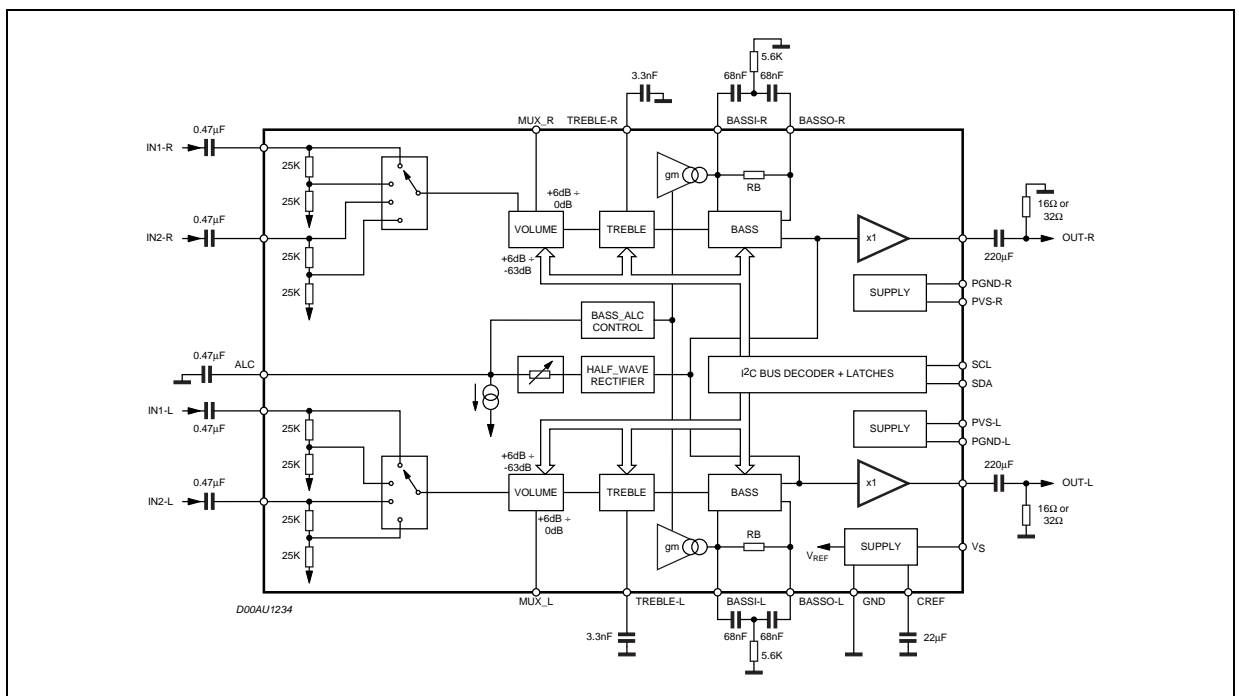 5.6K
3.3nF
68nF
68nF
0.47µF
MUX_R
TREBLE-R
BASSI-R
BASSO-R
IN1-R
25K
25K
gm
RB
+6dB ÷
0dB
16Ω or
32Ω
0.47µF
VOLUME
TREBLE
BASS
x1
OUT-R
IN2-R
220µF
25K
+6dB ÷
-63dB
25K
SUPPLY
PGND-R
PVS-R
BASS_ALC
CONTROL
0.47µF
ALC
HALF_WAVE
RECTIFIER
I²C BUS DECODER + LATCHES
SCL
SDA
IN1-L
0.47µF
25K
25K
SUPPLY
PVS-L
PGND-L
+6dB ÷
-63dB
0.47µF
220µF
IN2-L
VOLUME
TREBLE
BASS
x1
OUT-L
25K
+6dB ÷
0dB
16Ω or
32Ω
25K
gm
RB
VREF
SUPPLY
VS
D00AU1234
MUX_L
TREBLE-L
BASSI-L
BASSO-L
GND
CREF
3.3nF
68nF
68nF
22µF
5.6K